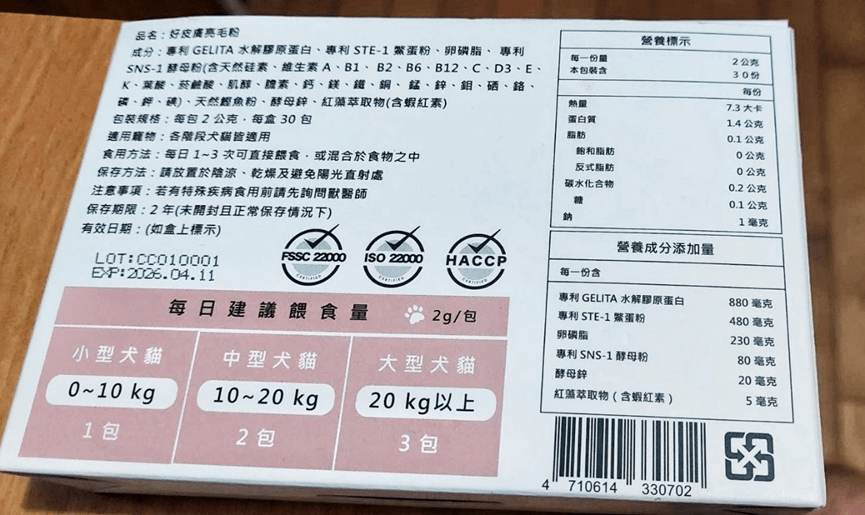 品名：好皮膚亮毛粉
成分：專利 GELITA 水解膠原蛋白、專利 STE-1 鱉蛋粉、卵磷脂、 專利
SNS-1 酵母粉(含天然硅素、維生素 A、B1、 B2、B6、B12、C、D3、E、
K、葉酸、菸鹼酸、肌醇、膽素、鈣、鎂、鐵、銅、錳、鋅、鉬、硒、鉻、
磷、鉀、碘)、天然鰹魚粉、酵母鋅、紅藻萃取物(含蝦紅素)
包裝規格：每包 2 公克，每盒 30 包
適用寵物：各階段犬貓皆適用
食用方法：每日 1~3 次可直接餵食，或混合於食物之中
保存方法：請放置於陰涼、乾燥及避免陽光直射處
注意事項：若有特殊疾病食用前請先詢問獸醫師
保存期限：2 年(未開封且正常保存情況下)
有效日期：(如盒上標示)
LOT:CC010001
EXP:2026.04.11
FSSC 22000
CERTIFIED
ISO 22000
CERTIFIED
HACCP
CERTIFIED
每日建議餵食量 2g/包
小型犬貓
0~10 kg
1 包
中型犬貓
10~20 kg
2 包
大型犬貓
20 kg以上
3 包
營養標示
每一份量 2 公克
本包裝含 30 份
每份
熱量 7.3 大卡
蛋白質 1.4 公克
脂肪 0.1 公克
飽和脂肪 0 公克
反式脂肪 0 公克
碳水化合物 0.2 公克
糖 0.1 公克
鈉 1 毫克
營養成分添加量
每一份含
專利 GELITA 水解膠原蛋白 880 毫克
專利 STE-1 鱉蛋粉 480 毫克
卵磷脂 230 毫克
專利 SNS-1 酵母粉 80 毫克
酵母鋅 20 毫克
紅藻萃取物（含蝦紅素） 5 毫克
4 710614 330702